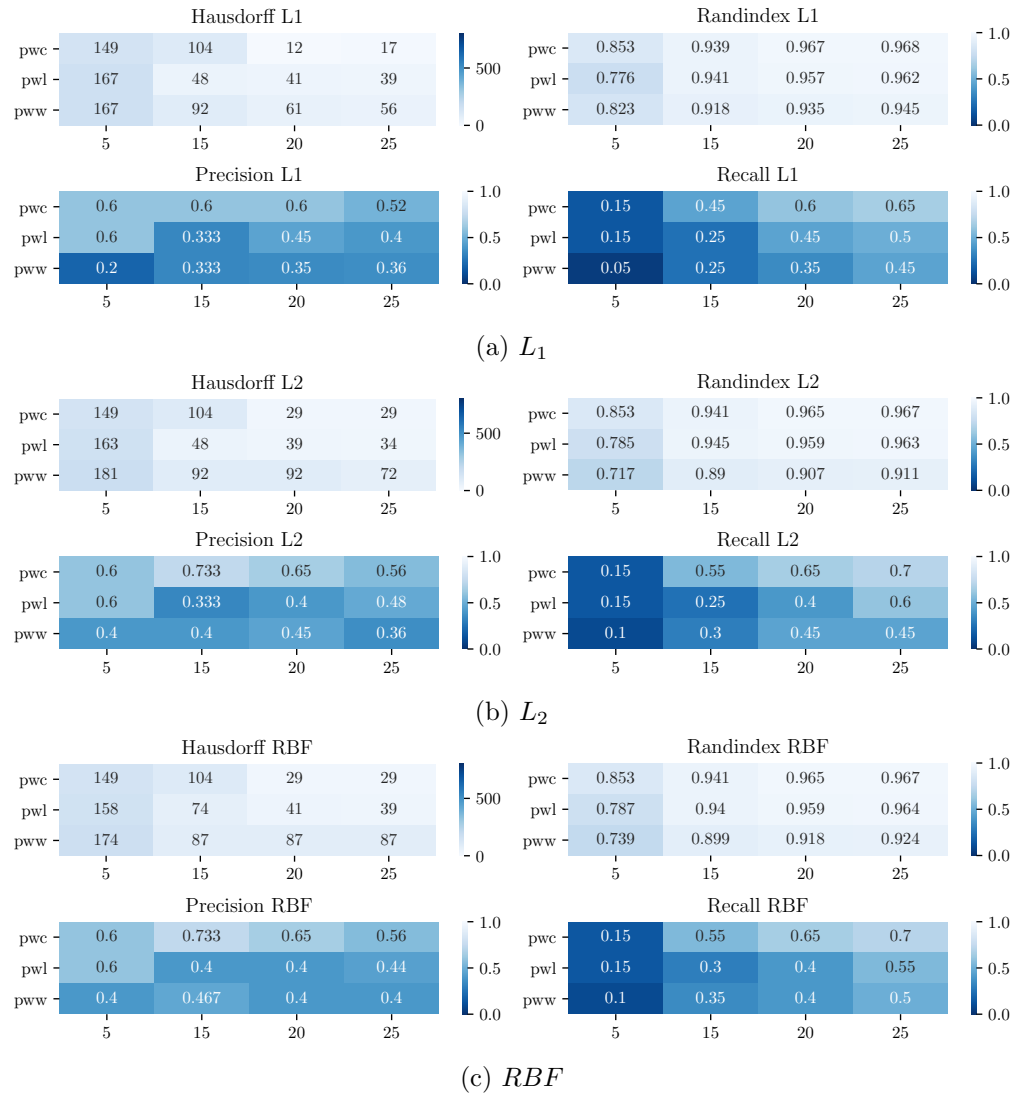 Hausdorff L1
pwc 149 104 12 17
pwl 167 48 41 39
pww 167 92 61 56
5 15 20 25
500
0
Randindex L1
pwc 0.853 0.939 0.967 0.968
pwl 0.776 0.941 0.957 0.962
pww 0.823 0.918 0.935 0.945
5 15 20 25
1.0
0.5
0.0
Precision L1
pwc 0.6 0.6 0.6 0.52
pwl 0.6 0.333 0.45 0.4
pww 0.2 0.333 0.35 0.36
5 15 20 25
1.0
0.5
0.0
Recall L1
pwc 0.15 0.45 0.6 0.65
pwl 0.15 0.25 0.45 0.5
pww 0.05 0.25 0.35 0.45
5 15 20 25
1.0
0.5
0.0
(a) L₁
Hausdorff L2
pwc 149 104 29 29
pwl 163 48 39 34
pww 181 92 92 72
5 15 20 25
500
0
Randindex L2
pwc 0.853 0.941 0.965 0.967
pwl 0.785 0.945 0.959 0.963
pww 0.717 0.89 0.907 0.911
5 15 20 25
1.0
0.5
0.0
Precision L2
pwc 0.6 0.733 0.65 0.56
pwl 0.6 0.333 0.4 0.48
pww 0.4 0.4 0.45 0.36
5 15 20 25
1.0
0.5
0.0
Recall L2
pwc 0.15 0.55 0.65 0.7
pwl 0.15 0.25 0.4 0.6
pww 0.1 0.3 0.45 0.45
5 15 20 25
1.0
0.5
0.0
(b) L₂
Hausdorff RBF
pwc 149 104 29 29
pwl 158 74 41 39
pww 174 87 87 87
5 15 20 25
500
0
Randindex RBF
pwc 0.853 0.941 0.965 0.967
pwl 0.787 0.94 0.959 0.964
pww 0.739 0.899 0.918 0.924
5 15 20 25
1.0
0.5
0.0
Precision RBF
pwc 0.6 0.733 0.65 0.56
pwl 0.6 0.4 0.4 0.44
pww 0.4 0.467 0.4 0.4
5 15 20 25
1.0
0.5
0.0
Recall RBF
pwc 0.15 0.55 0.65 0.7
pwl 0.15 0.3 0.4 0.55
pww 0.1 0.35 0.4 0.5
5 15 20 25
1.0
0.5
0.0
(c) RBF